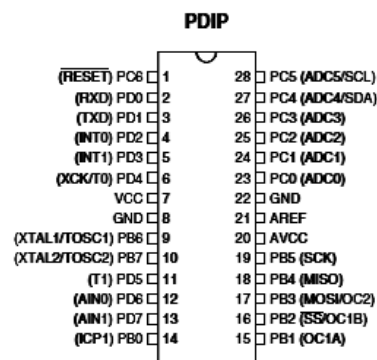 PDIP
(RESET) PC6 1 28 PC5 (ADC5/SCL)
(RXD) PD0 2 27 PC4 (ADC4/SDA)
(TXD) PD1 3 26 PC3 (ADC3)
(INT0) PD2 4 25 PC2 (ADC2)
(INT1) PD3 5 24 PC1 (ADC1)
(XCK/T0) PD4 6 23 PC0 (ADC0)
VCC 7 22 GND
GND 8 21 AREF
(XTAL1/TOSC1) PB6 9 20 AVCC
(XTAL2/TOSC2) PB7 10 19 PB5 (SCK)
(T1) PD5 11 18 PB4 (MISO)
(AIN0) PD6 12 17 PB3 (MOSI/OC2)
(AIN1) PD7 13 16 PB2 (SS/OC1B)
(ICP1) PB0 14 15 PB1 (OC1A)